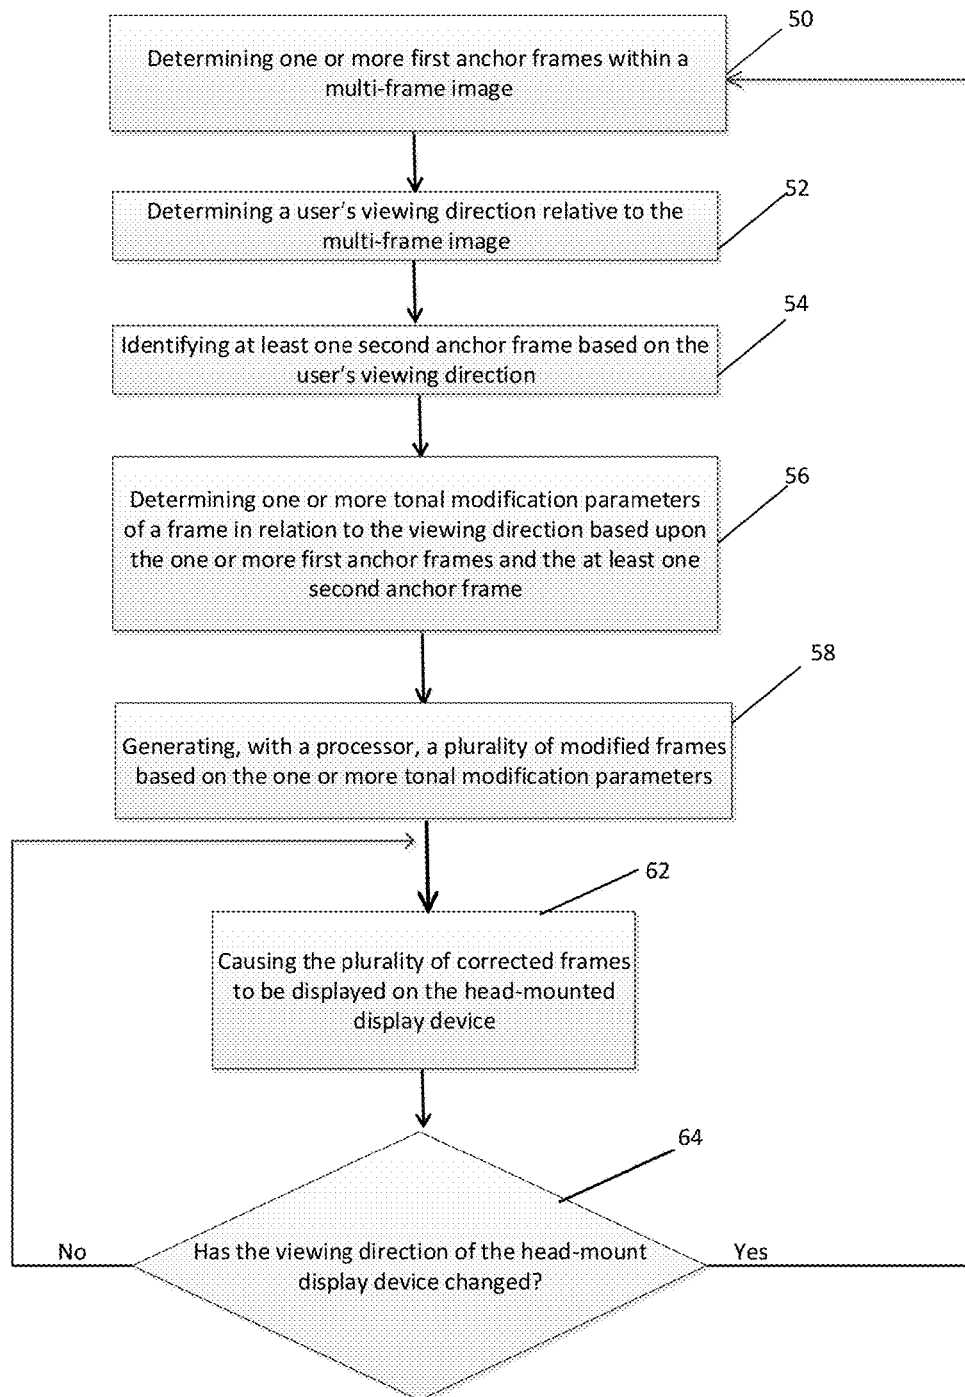 50
Determining one or more first anchor frames within a
multi-frame image
52
Determining a user's viewing direction relative to the
multi-frame image
54
Identifying at least one second anchor frame based on the
user's viewing direction
56
Determining one or more tonal modification parameters
of a frame in relation to the viewing direction based upon
the one or more first anchor frames and the at least one
second anchor frame
58
Generating, with a processor, a plurality of modified frames
based on the one or more tonal modification parameters
62
Causing the plurality of corrected frames
to be displayed on the head-mounted
display device
64
No
Has the viewing direction of the head-mount
display device changed?
Yes